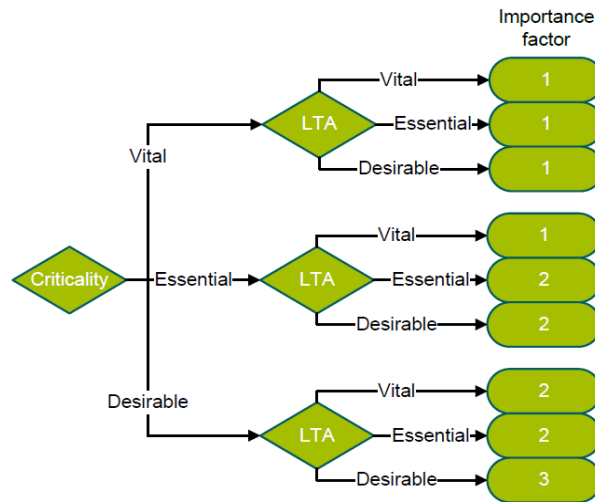 Importance
factor
Vital
1
LTA
Essential
1
Desirable
1
Vital
Vital
1
Criticality
Essential
LTA
Essential
2
Desirable
2
Desirable
Vital
2
LTA
Essential
2
Desirable
3